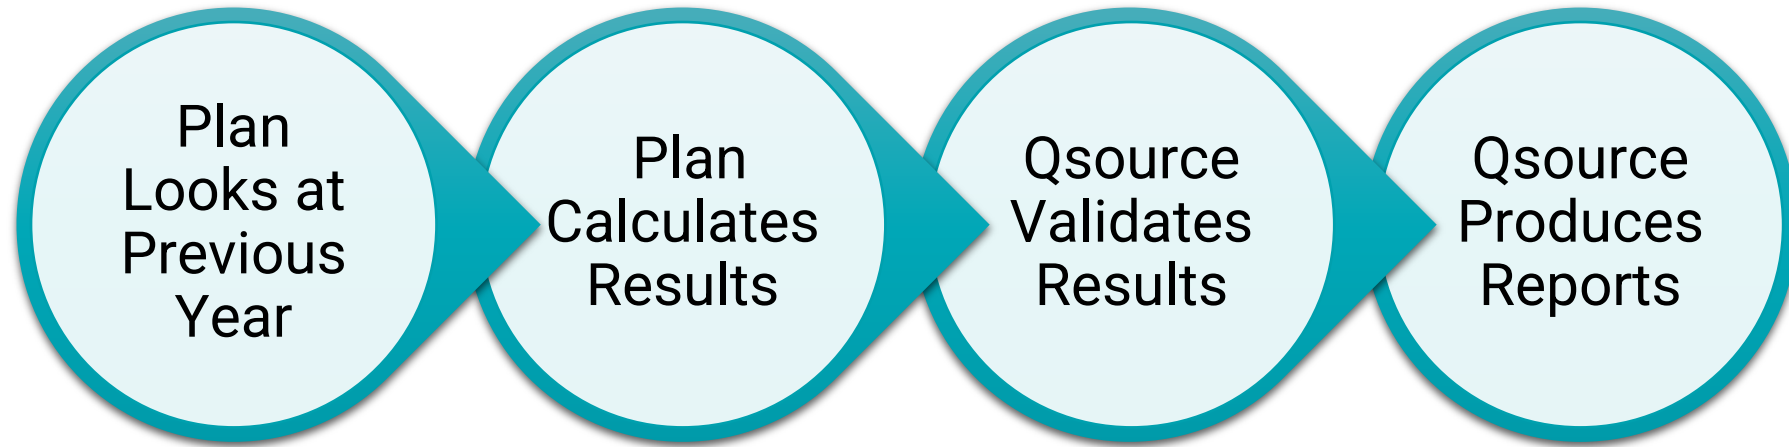 Plan
Looks at
Previous
Year
Plan
Calculates
Results
Qsource
Validates
Results
Qsource
Produces
Reports